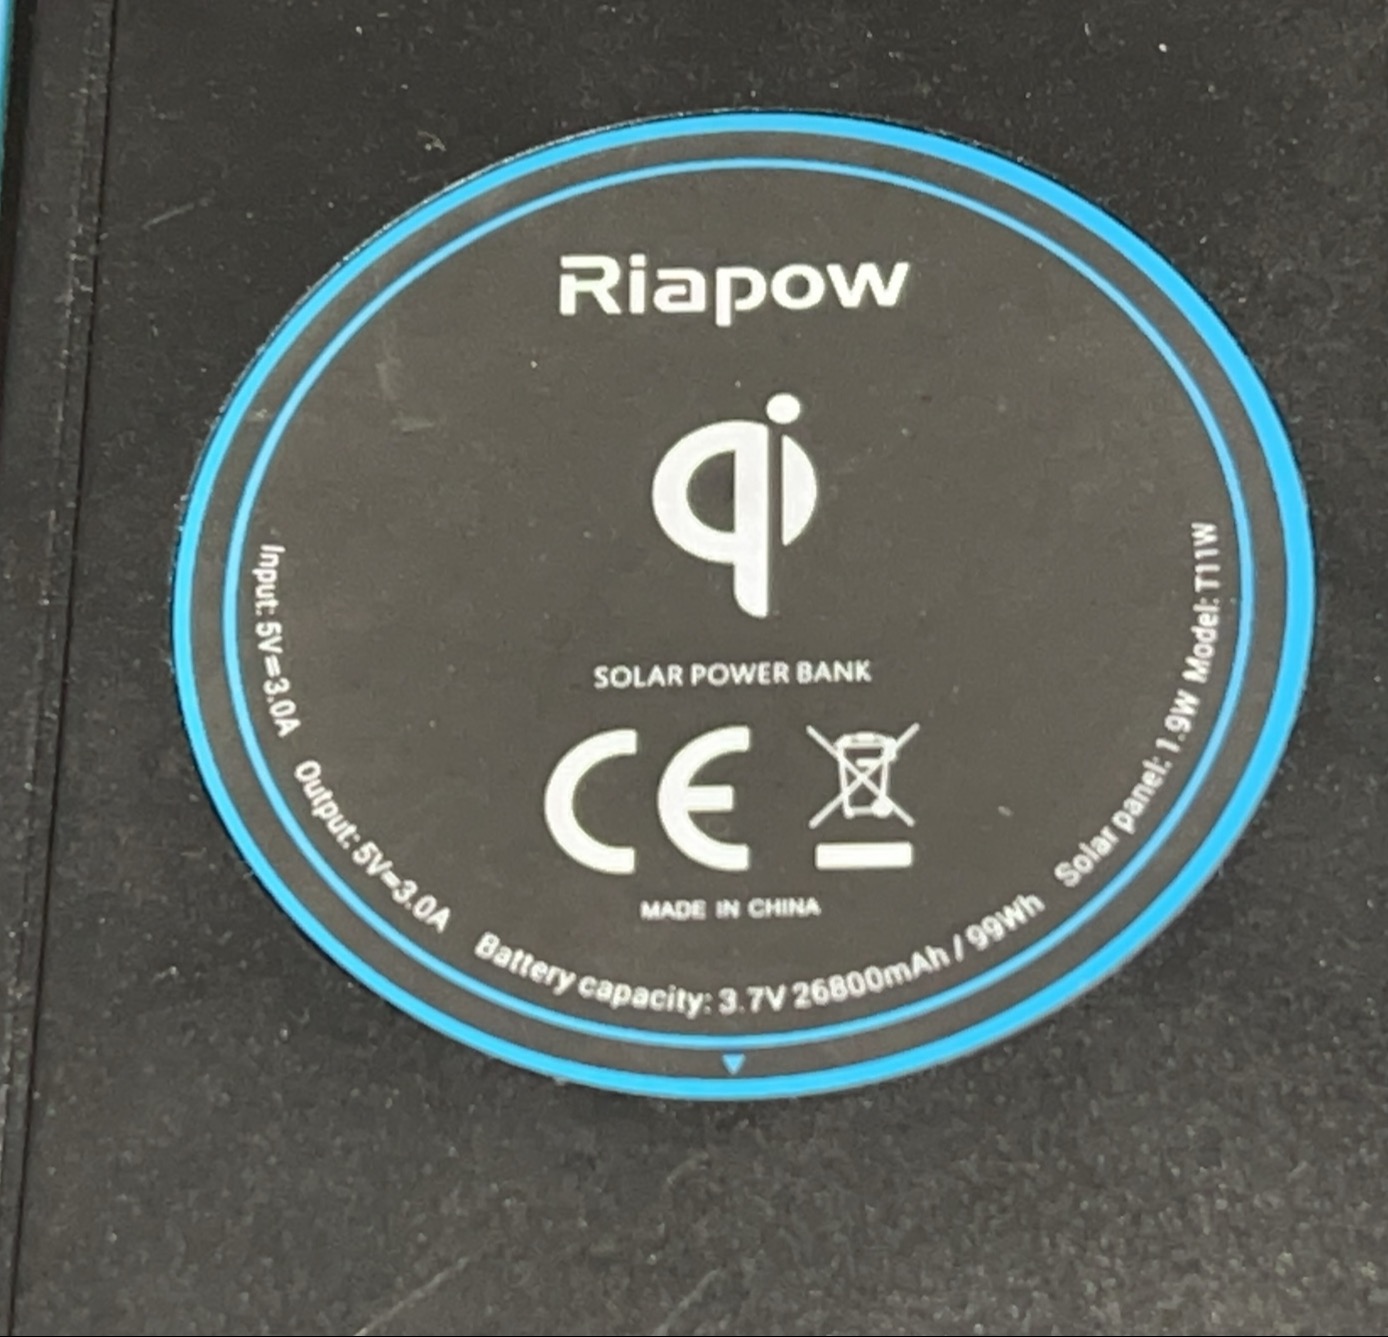 Riapow
qi
SOLAR POWER BANK
CE
MADE IN CHINA
Input: 5V=3.0A Output: 5V=3.0A Battery capacity: 3.7V 26800mAh / 99Wh Solar panel: 1.9W Model: T11W